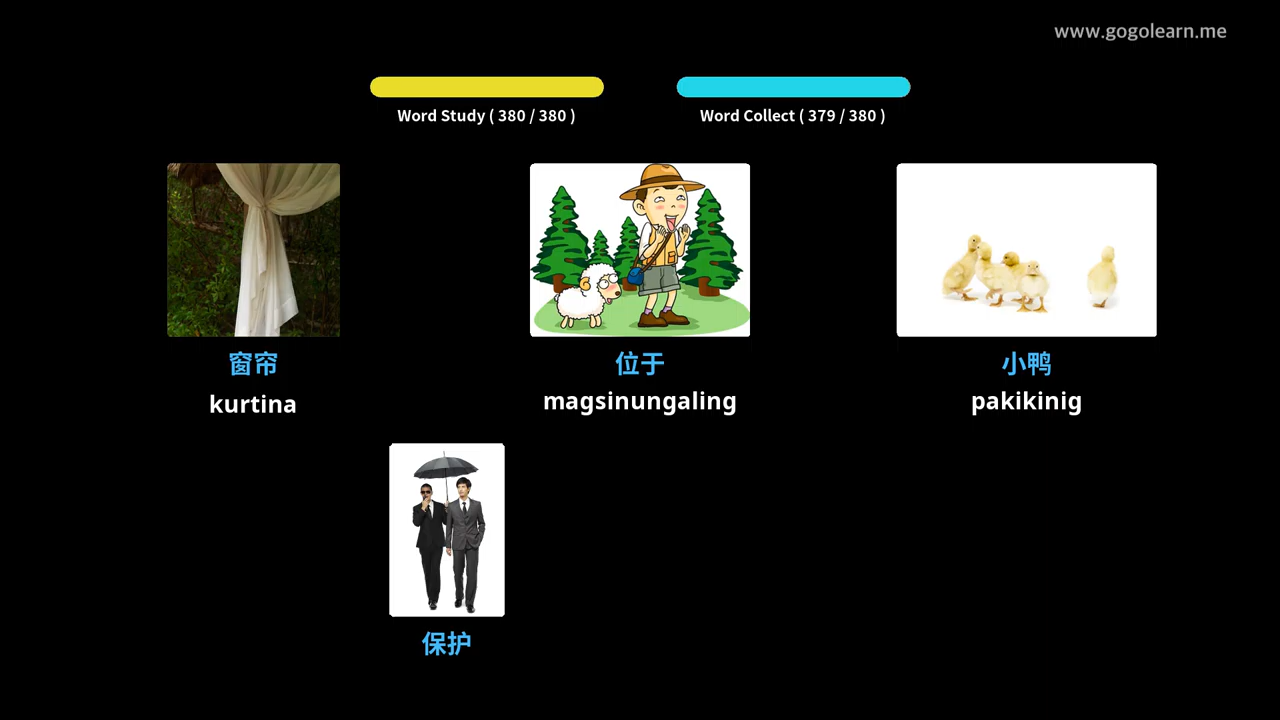 www.gogolearn.me
Word Study ( 380 / 380 )
Word Collect ( 379 / 380 )
窗帘
kurtina
位于
magsinungaling
小鸭
pakikinig
保护